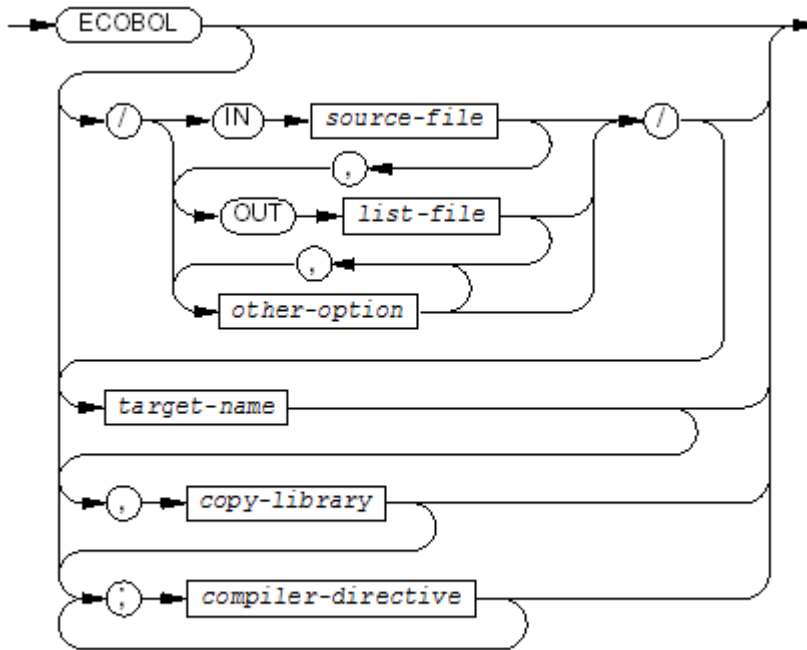 ECOBOL
/ IN source-file /
,
OUT list-file
,
other-option
target-name
, copy-library
; compiler-directive